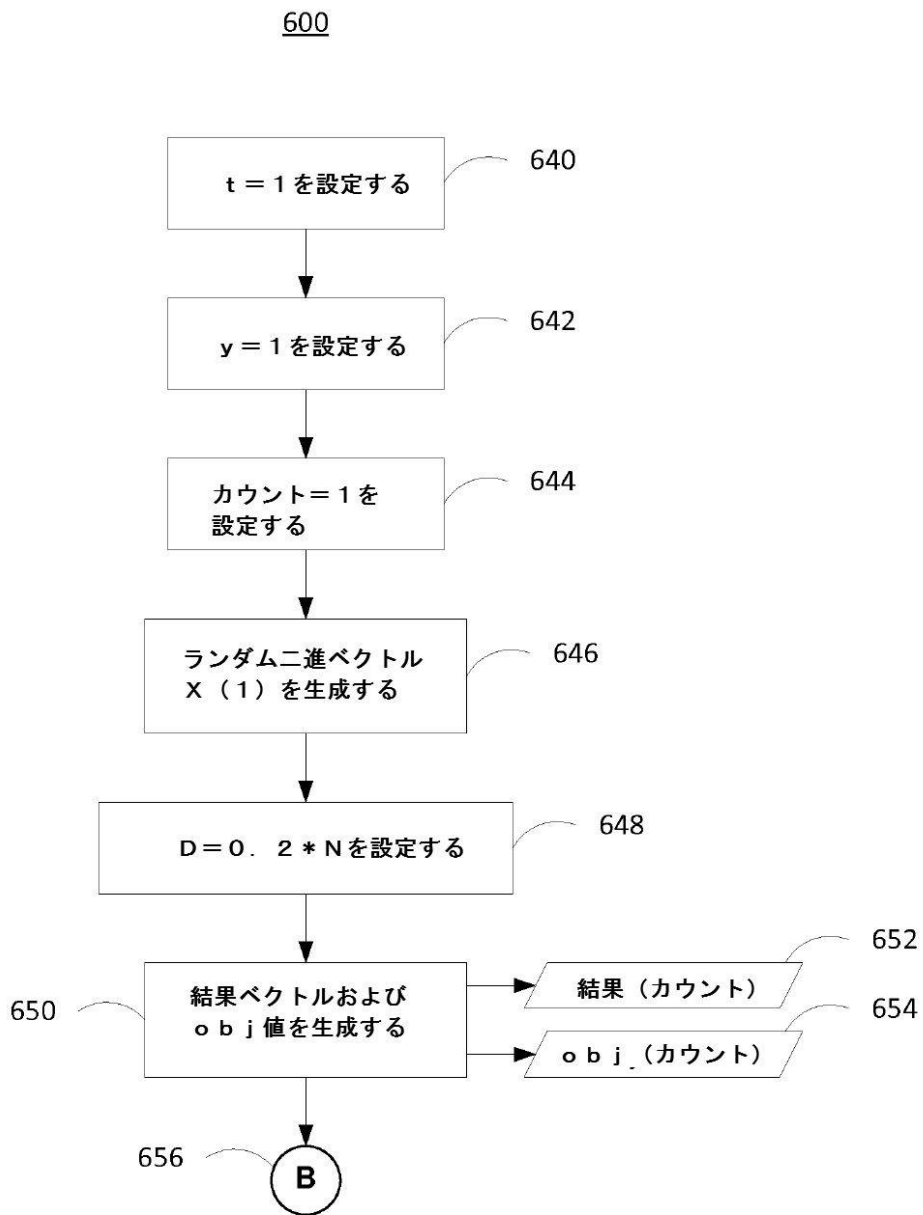 600
t=1を設定する
640
y=1を設定する
642
カウント=1を
設定する
644
ランダム二進ベクトル
X(1)を生成する
646
D=0.2*Nを設定する
648
結果ベクトルおよび
obj値を生成する
650
結果(カウント)
652
obj(カウント)
654
B
656